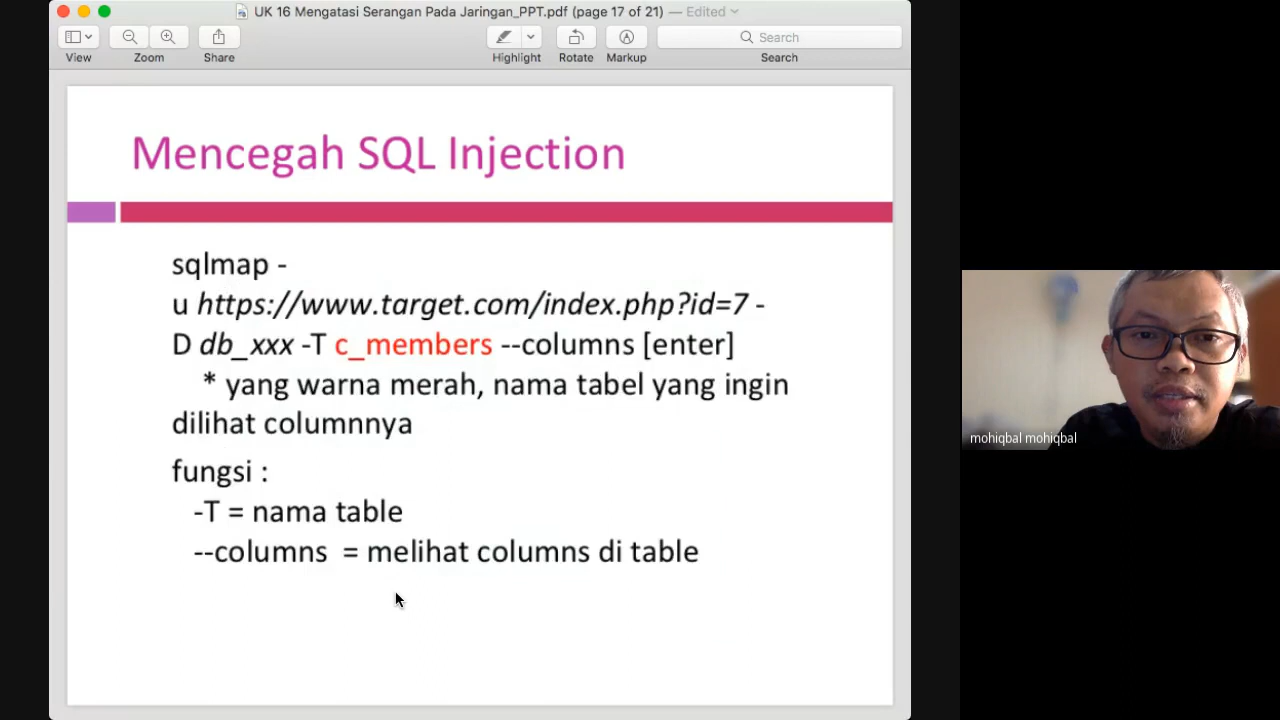 UK 16 Mengatasi Serangan Pada Jaringan_PPT.pdf (page 17 of 21) — Edited
Search
View
Zoom
Share
Highlight
Rotate
Markup
Search
Mencegah SQL Injection
sqlmap -
u https://www.target.com/index.php?id=7 -
D db_xxx -T c_members --columns [enter]
* yang warna merah, nama tabel yang ingin
dilihat columnnya
fungsi :
-T = nama table
--columns = melihat columns di table
mohiqbal mohiqbal